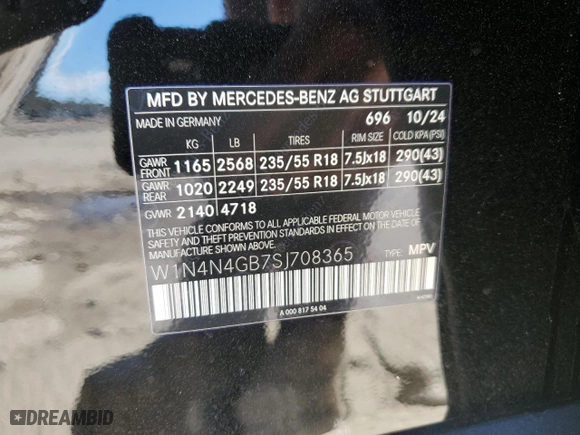 MFD BY MERCEDES-BENZ AG STUTTGART
MADE IN GERMANY 696 10/24
KG LB TIRES RIM SIZE COLD KPA(PSI)
GAWR FRONT 1165 2568 235/55 R18 7.5Jx18 290(43)
GAWR REAR 1020 2249 235/55 R18 7.5Jx18 290(43)
GVWR 2140 4718
THIS VEHICLE CONFORMS TO ALL APPLICABLE FEDERAL MOTOR VEHICLE
SAFETY AND THEFT PREVENTION STANDARDS IN EFFECT ON THE DATE OF
MANUFACTURE SHOWN ABOVE.
W1N4N4GB7SJ708365 TYPE: MPV
A 000 817 54 04
DREAMBID